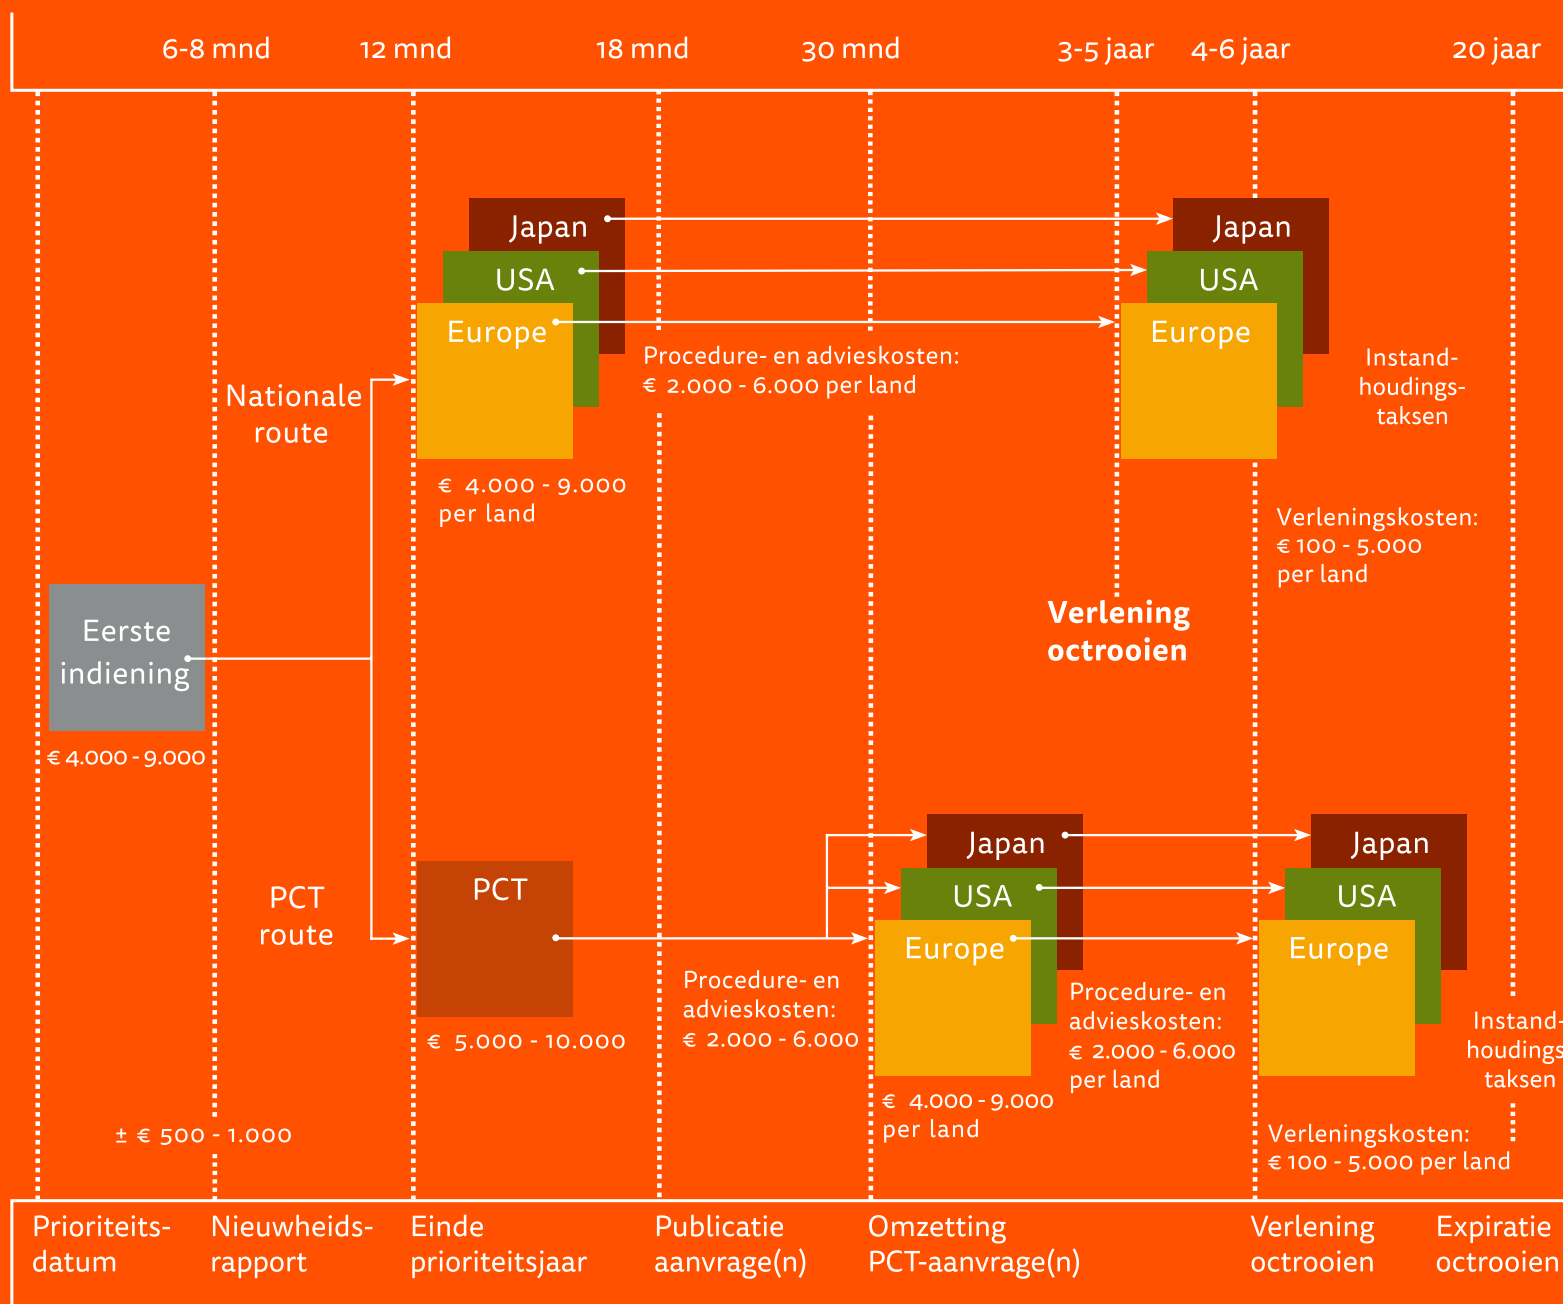 6-8 mnd
12 mnd
18 mnd
30 mnd
3-5 jaar
4-6 jaar
20 jaar
Japan
USA
Europe
Japan
USA
Europe
Procedure- en advieskosten:
€ 2.000 - 6.000 per land
Instand-
houdings-
taksen
Nationale
route
€ 4.000 - 9.000
per land
Verleningskosten:
€ 100 - 5.000
per land
Eerste
indiening
Verlening
octrooien
€ 4.000 - 9.000
PCT
route
PCT
Japan
USA
Europe
Japan
USA
Europe
Procedure- en
advieskosten:
€ 2.000 - 6.000
Procedure- en
advieskosten:
€ 2.000 - 6.000
per land
Instand-
houdings
taksen
€ 5.000 - 10.000
€ 4.000 - 9.000
per land
± € 500 - 1.000
Verleningskosten:
€ 100 - 5.000 per land
Prioriteits-
datum
Nieuwheids-
rapport
Einde
prioriteitsjaar
Publicatie
aanvrage(n)
Omzetting
PCT-aanvrage(n)
Verlening
octrooien
Expiratie
octrooien